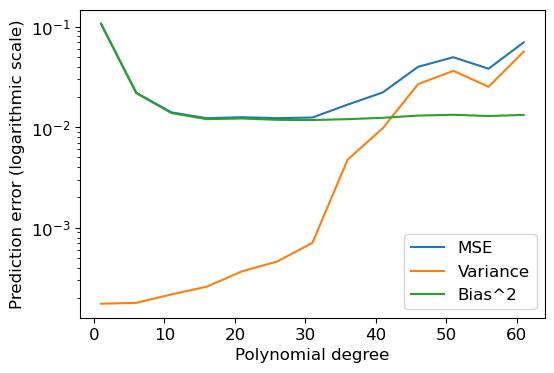 Prediction error (logarithmic scale)
10⁻¹
10⁻²
10⁻³
0 10 20 30 40 50 60
Polynomial degree
MSE
Variance
Bias^2